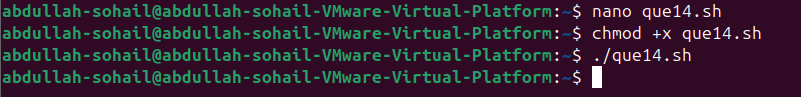 abdullah-sohail@abdullah-sohail-VMware-Virtual-Platform:~$ nano que14.sh
abdullah-sohail@abdullah-sohail-VMware-Virtual-Platform:~$ chmod +x que14.sh
abdullah-sohail@abdullah-sohail-VMware-Virtual-Platform:~$ ./que14.sh
abdullah-sohail@abdullah-sohail-VMware-Virtual-Platform:~$